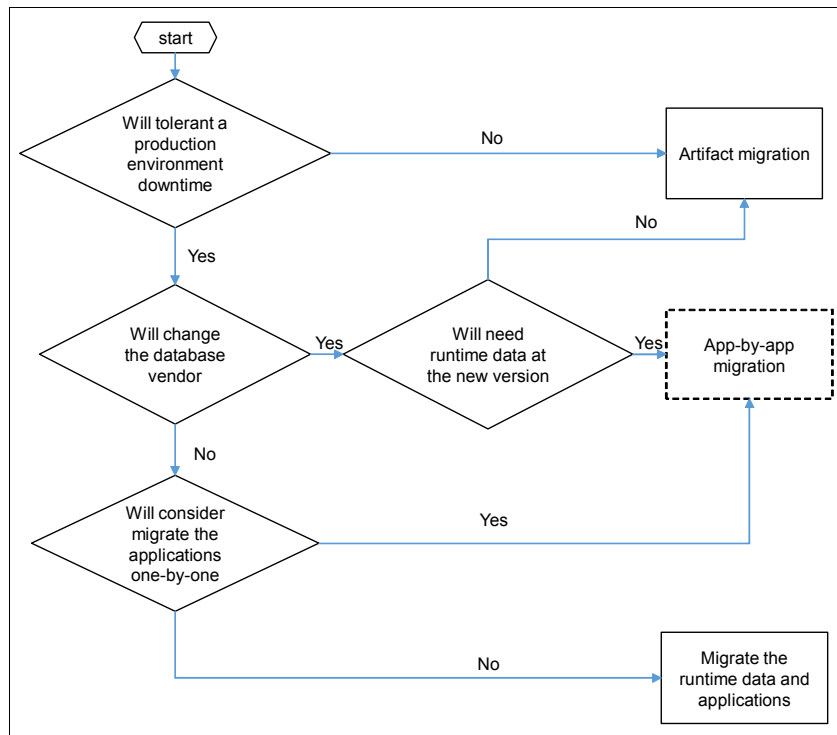 start
Will tolerant a
production
environment
downtime
No
Artifact migration
Yes
No
Will change
the database
vendor
Yes
Will need
runtime data at
the new version
Yes
App-by-app
migration
No
Will consider
migrate the
applications
one-by-one
Yes
No
Migrate the
runtime data and
applications